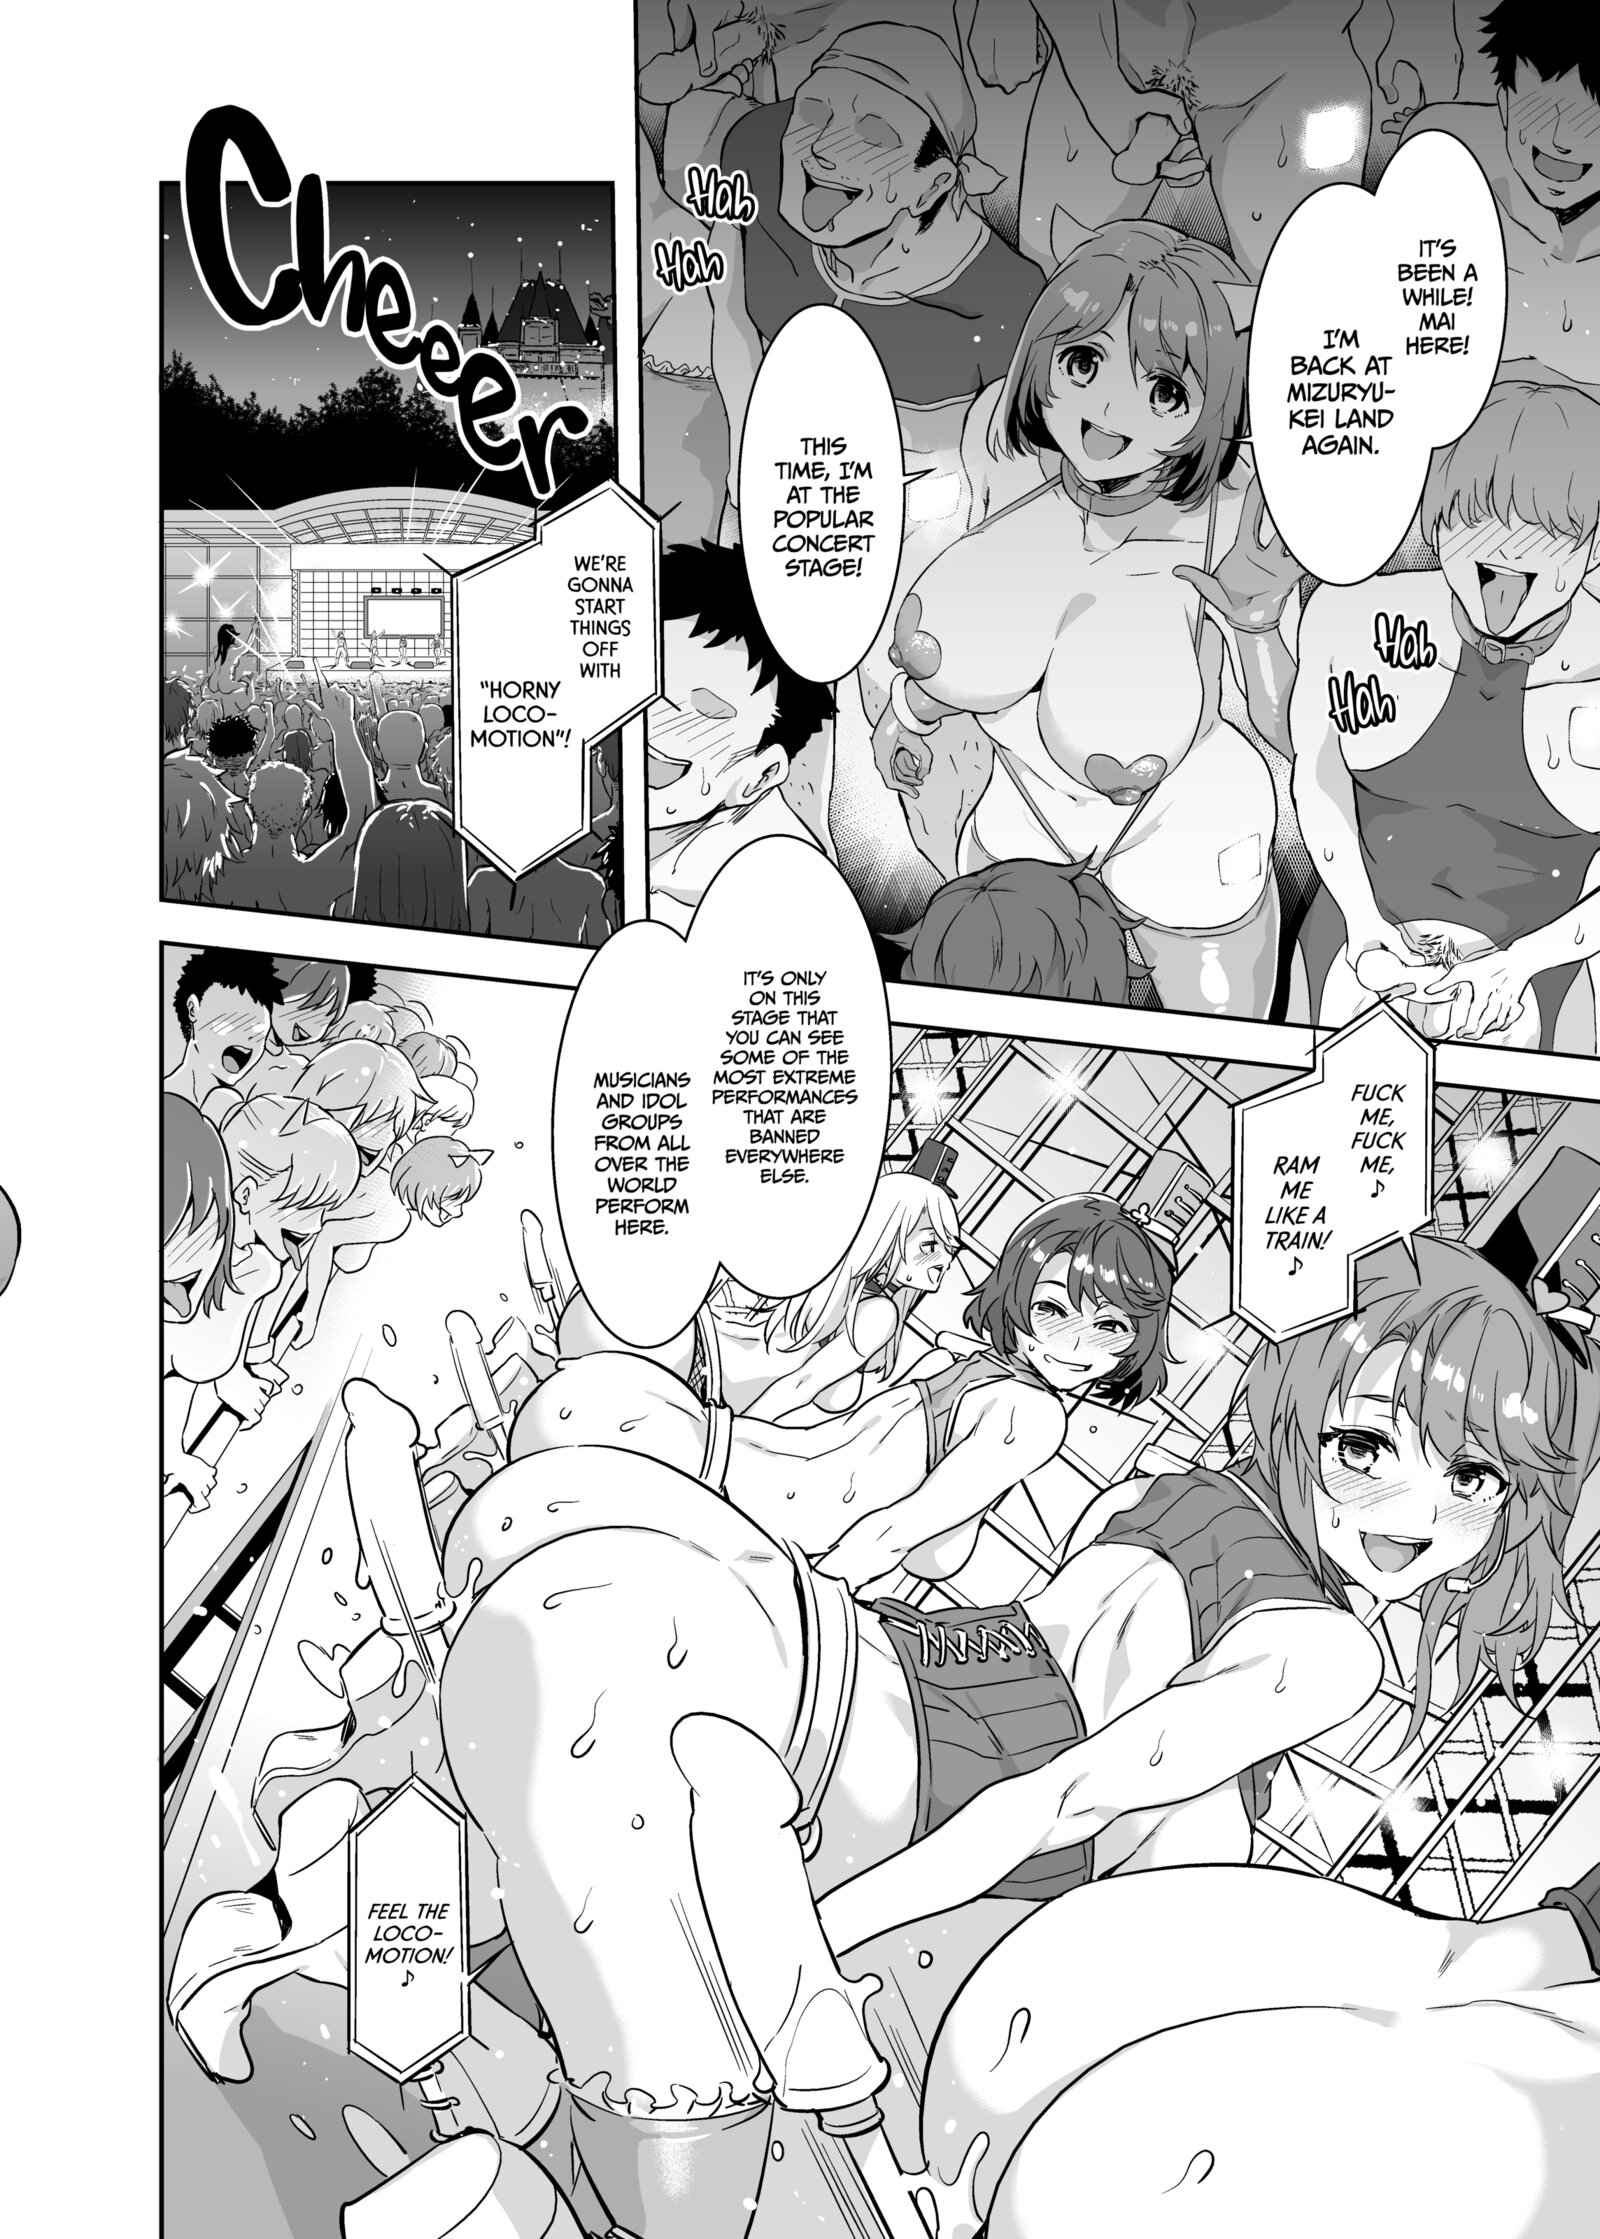 Cheeeer
WE'RE
GONNA
START
THINGS
OFF
WITH
"HORNY
LOCO-
MOTION"!
IT'S
BEEN A
WHILE!
MAI
HERE!
I'M
BACK AT
MIZURYU-
KEI LAND
AGAIN.
THIS
TIME, I'M
AT THE
POPULAR
CONCERT
STAGE!
Hah
Hah
Hah
Hah
IT'S ONLY
ON THIS
STAGE THAT
YOU CAN SEE
SOME OF THE
MOST EXTREME
PERFORMANCES
THAT ARE
BANNED
EVERYWHERE
ELSE.
MUSICIANS
AND IDOL
GROUPS
FROM ALL
OVER THE
WORLD
PERFORM
HERE.
FUCK
ME,
FUCK
ME,
♪
RAM
ME
LIKE A
TRAIN!
♪
FEEL THE
LOCO-
MOTION!
♪